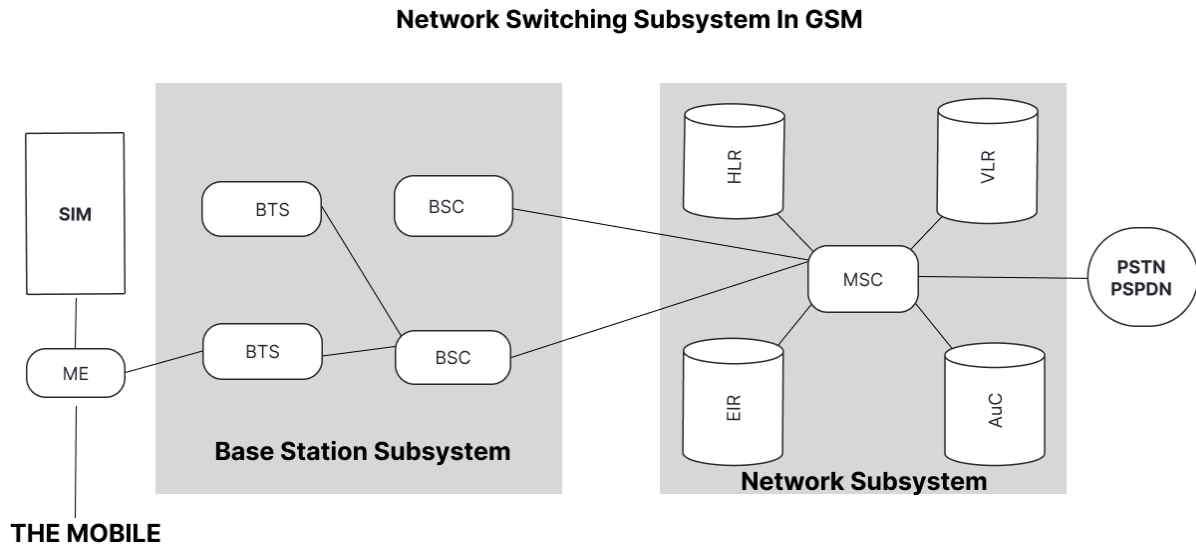 Network Switching Subsystem In GSM
SIM
ME
THE MOBILE
BTS
BSC
BTS
BSC
Base Station Subsystem
HLR
VLR
MSC
EIR
AuC
Network Subsystem
PSTN
PSPDN